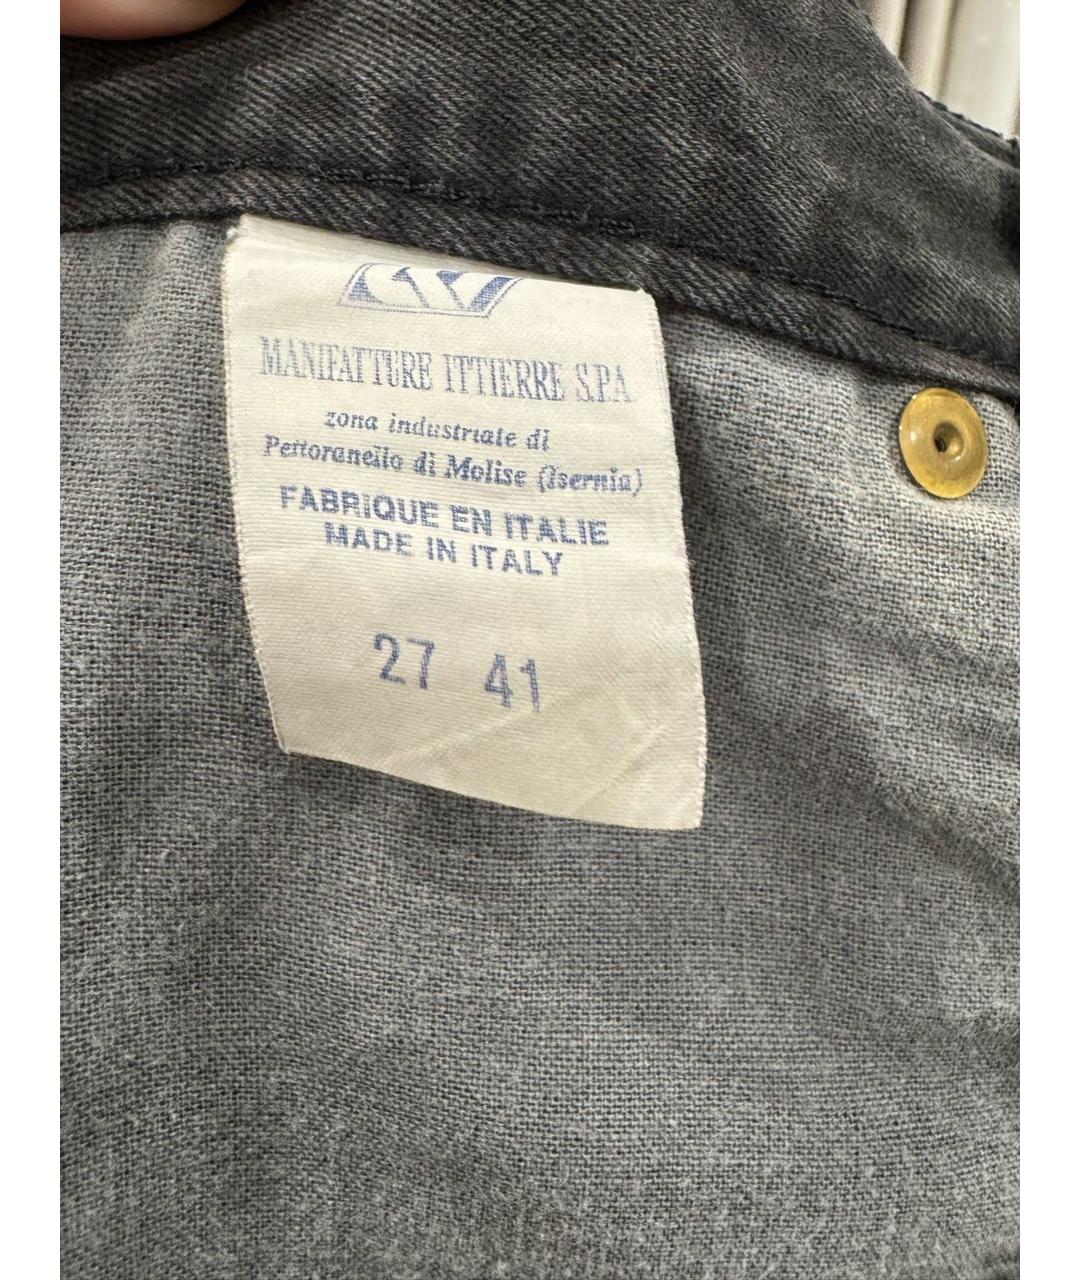 MANIFATTURE ITTIERRE S.P.A
zona industriale di
Pettoranello di Molise (Isernia)
FABRIQUE EN ITALIE
MADE IN ITALY
27 41